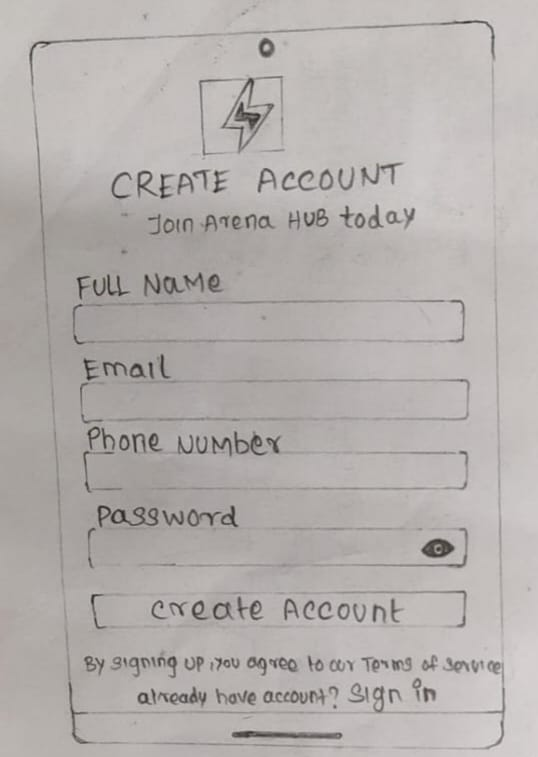 CREATE ACCOUNT
Join Arena HUB today
FULL Name
Email
Phone Number
Password
Create Account
By signing up, you agree to our Terms of service
already have account? Sign in